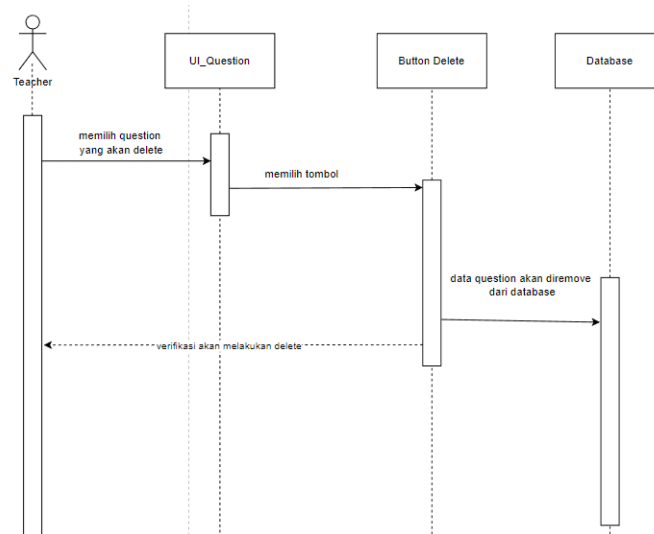 Teacher
UI_Question
Button Delete
Database
memilih question
yang akan delete
memilih tombol
data question akan diremove
dari database
verifikasi akan melakukan delete